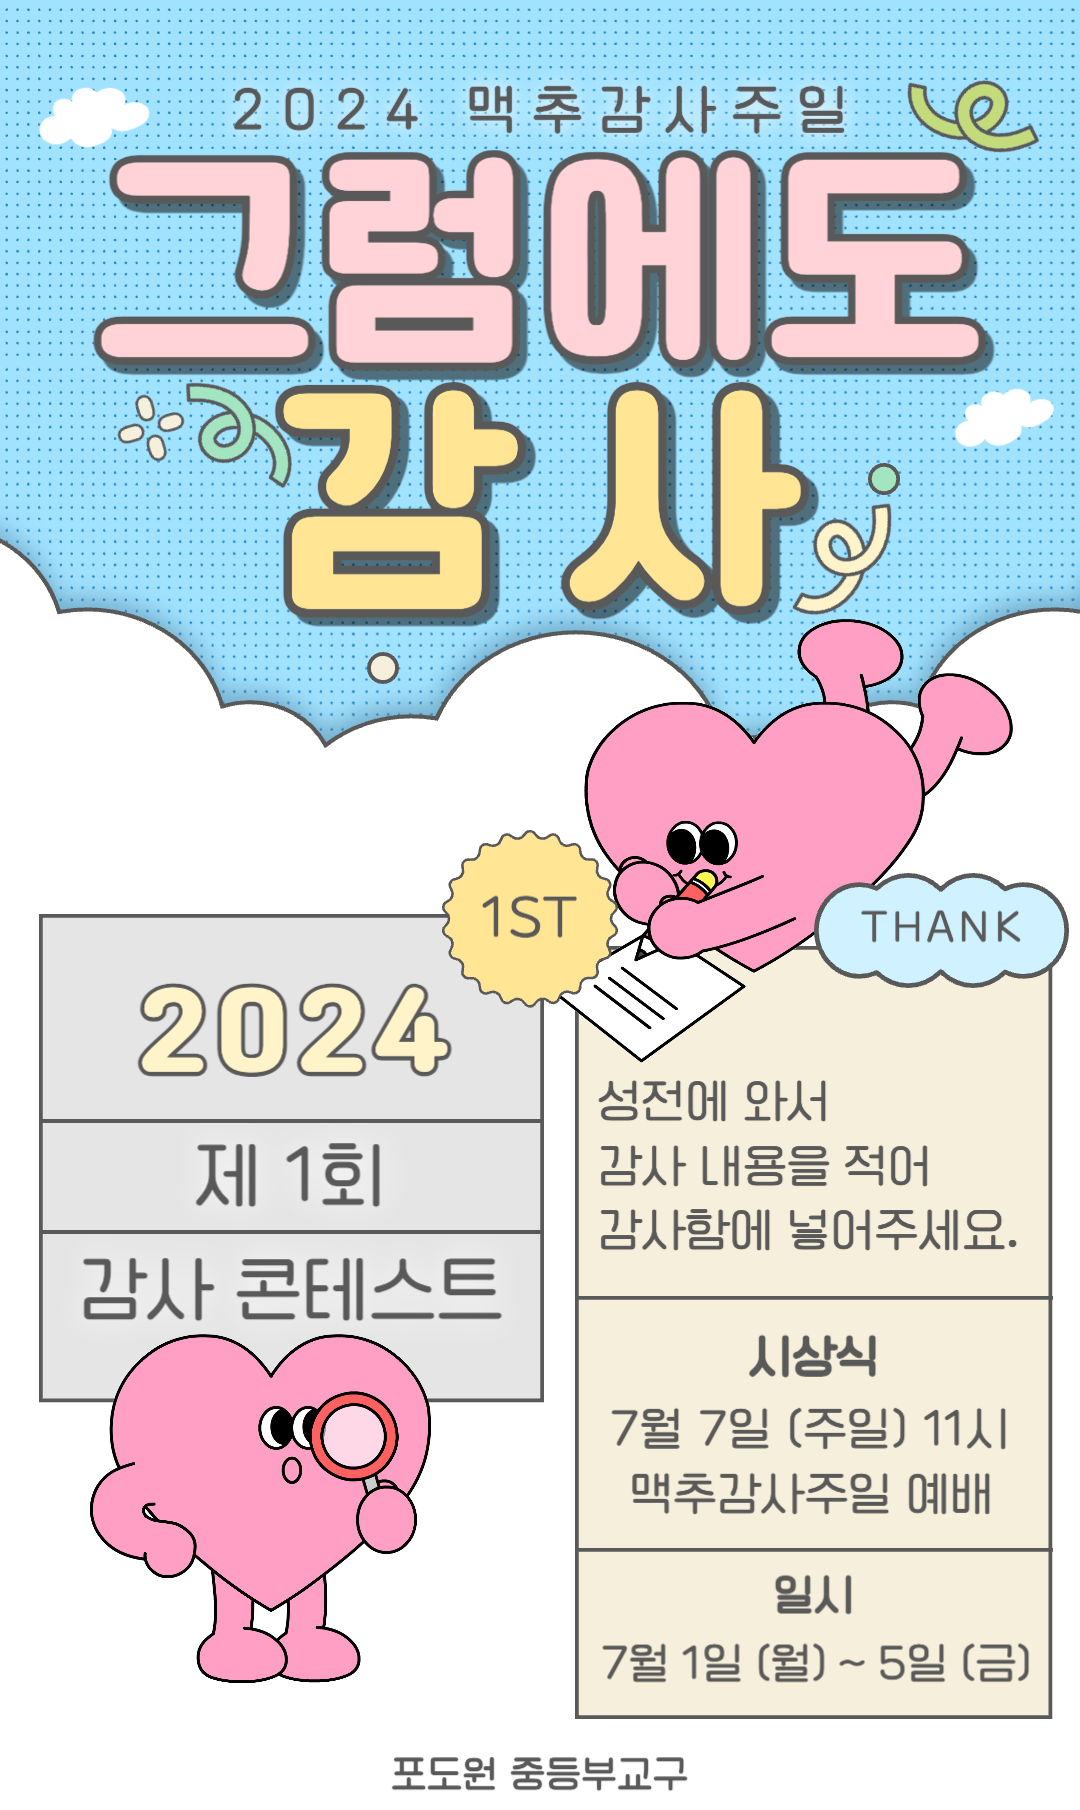 2024 맥추감사주일
그럼에도
감사
1ST
THANK
2024
제 1회
감사 콘테스트
성전에 와서
감사 내용을 적어
감사함에 넣어주세요.
시상식
7월 7일 (주일) 11시
맥추감사주일 예배
일시
7월 1일 (월) ~ 5일 (금)
포도원 중등부교구